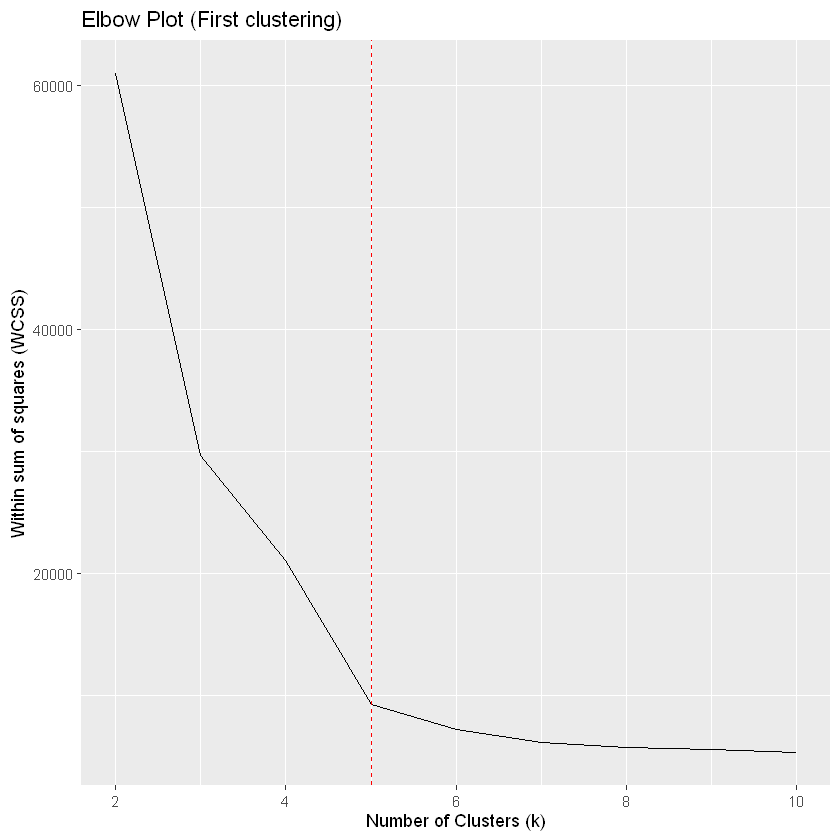 Elbow Plot (First clustering)
60000
40000
20000
Within sum of squares (WCSS)
2
4
6
8
10
Number of Clusters (k)